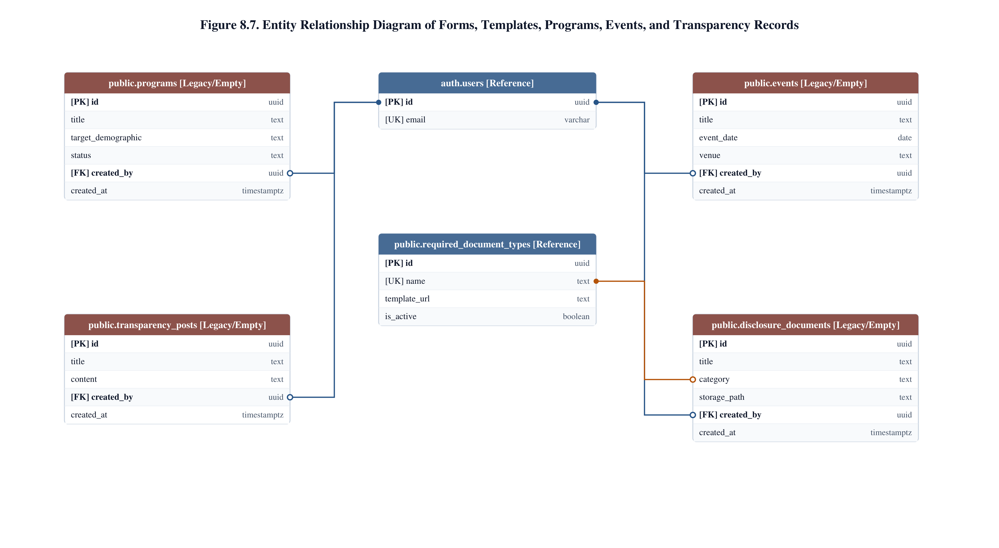 Figure 8.7. Entity Relationship Diagram of Forms, Templates, Programs, Events, and Transparency Records
public.programs [Legacy/Empty]
[PK] id uuid
title text
target_demographic text
status text
[FK] created_by uuid
created_at timestamptz
auth.users [Reference]
[PK] id uuid
[UK] email varchar
public.events [Legacy/Empty]
[PK] id uuid
title text
event_date date
venue text
[FK] created_by uuid
created_at timestamptz
public.required_document_types [Reference]
[PK] id uuid
[UK] name text
template_url text
is_active boolean
public.transparency_posts [Legacy/Empty]
[PK] id uuid
title text
content text
[FK] created_by uuid
created_at timestamptz
public.disclosure_documents [Legacy/Empty]
[PK] id uuid
title text
category text
storage_path text
[FK] created_by uuid
created_at timestamptz